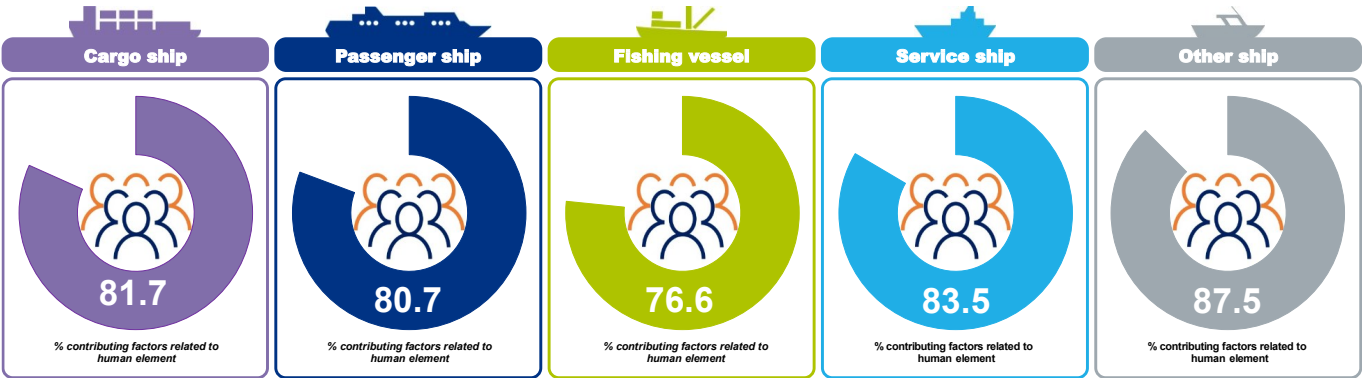 Cargo ship
Passenger ship
Fishing vessel
Service ship
Other ship
81.7
% contributing factors related to
human element
80.7
% contributing factors related to
human element
76.6
% contributing factors related to
human element
83.5
% contributing factors related to
human element
87.5
% contributing factors related to
human element